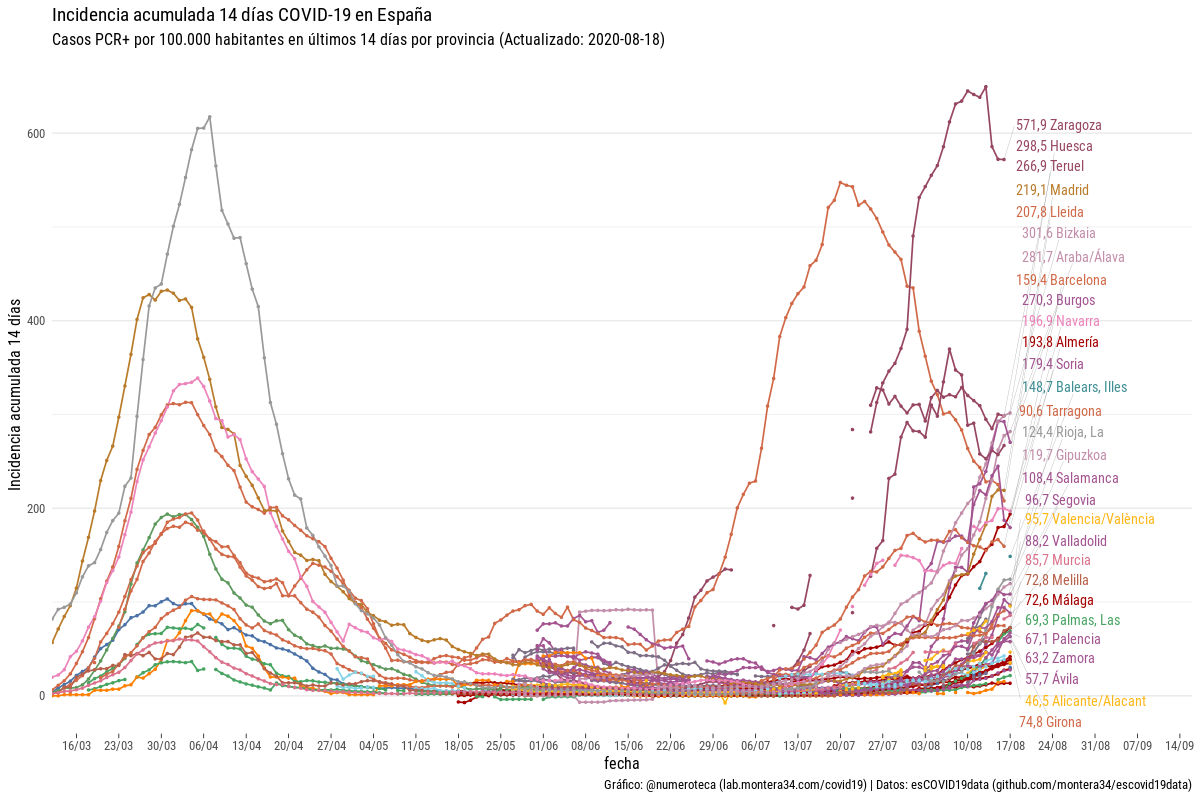 Incidencia acumulada 14 días COVID-19 en España
Casos PCR+ por 100.000 habitantes en últimos 14 días por provincia (Actualizado: 2020-08-18)
Incidencia acumulada 14 días
600
400
200
0
571,9 Zaragoza
298,5 Huesca
266,9 Teruel
219,1 Madrid
207,8 Lleida
301,6 Bizkaia
281,7 Araba/Álava
159,4 Barcelona
270,3 Burgos
196,9 Navarra
193,8 Almería
179,4 Soria
148,7 Balears, Illes
90,6 Tarragona
124,4 Rioja, La
119,7 Gipuzkoa
108,4 Salamanca
96,7 Segovia
95,7 Valencia/València
88,2 Valladolid
85,7 Murcia
72,8 Melilla
72,6 Málaga
69,3 Palmas, Las
67,1 Palencia
63,2 Zamora
57,7 Ávila
46,5 Alicante/Alacant
74,8 Girona
16/03 23/03 30/03 06/04 13/04 20/04 27/04 04/05 11/05 18/05 25/05 01/06 08/06 15/06 22/06 29/06 06/07 13/07 20/07 27/07 03/08 10/08 17/08 24/08 31/08 07/09 14/09
fecha
Gráfico: @numeroteca (lab.montera34.com/covid19) | Datos: esCOVID19data (github.com/montera34/escovid19data)